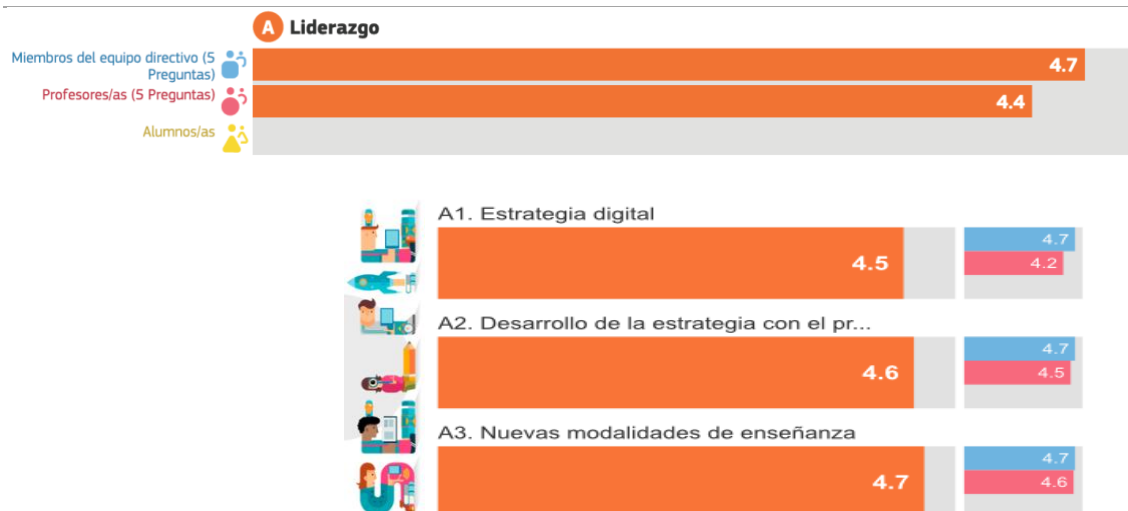 A Liderazgo
Miembros del equipo directivo (5
Preguntas)
4.7
Profesores/as (5 Preguntas)
4.4
Alumnos/as
A1. Estrategia digital
4.5
4.7
4.2
A2. Desarrollo de la estrategia con el pr...
4.6
4.7
4.5
A3. Nuevas modalidades de enseñanza
4.7
4.7
4.6